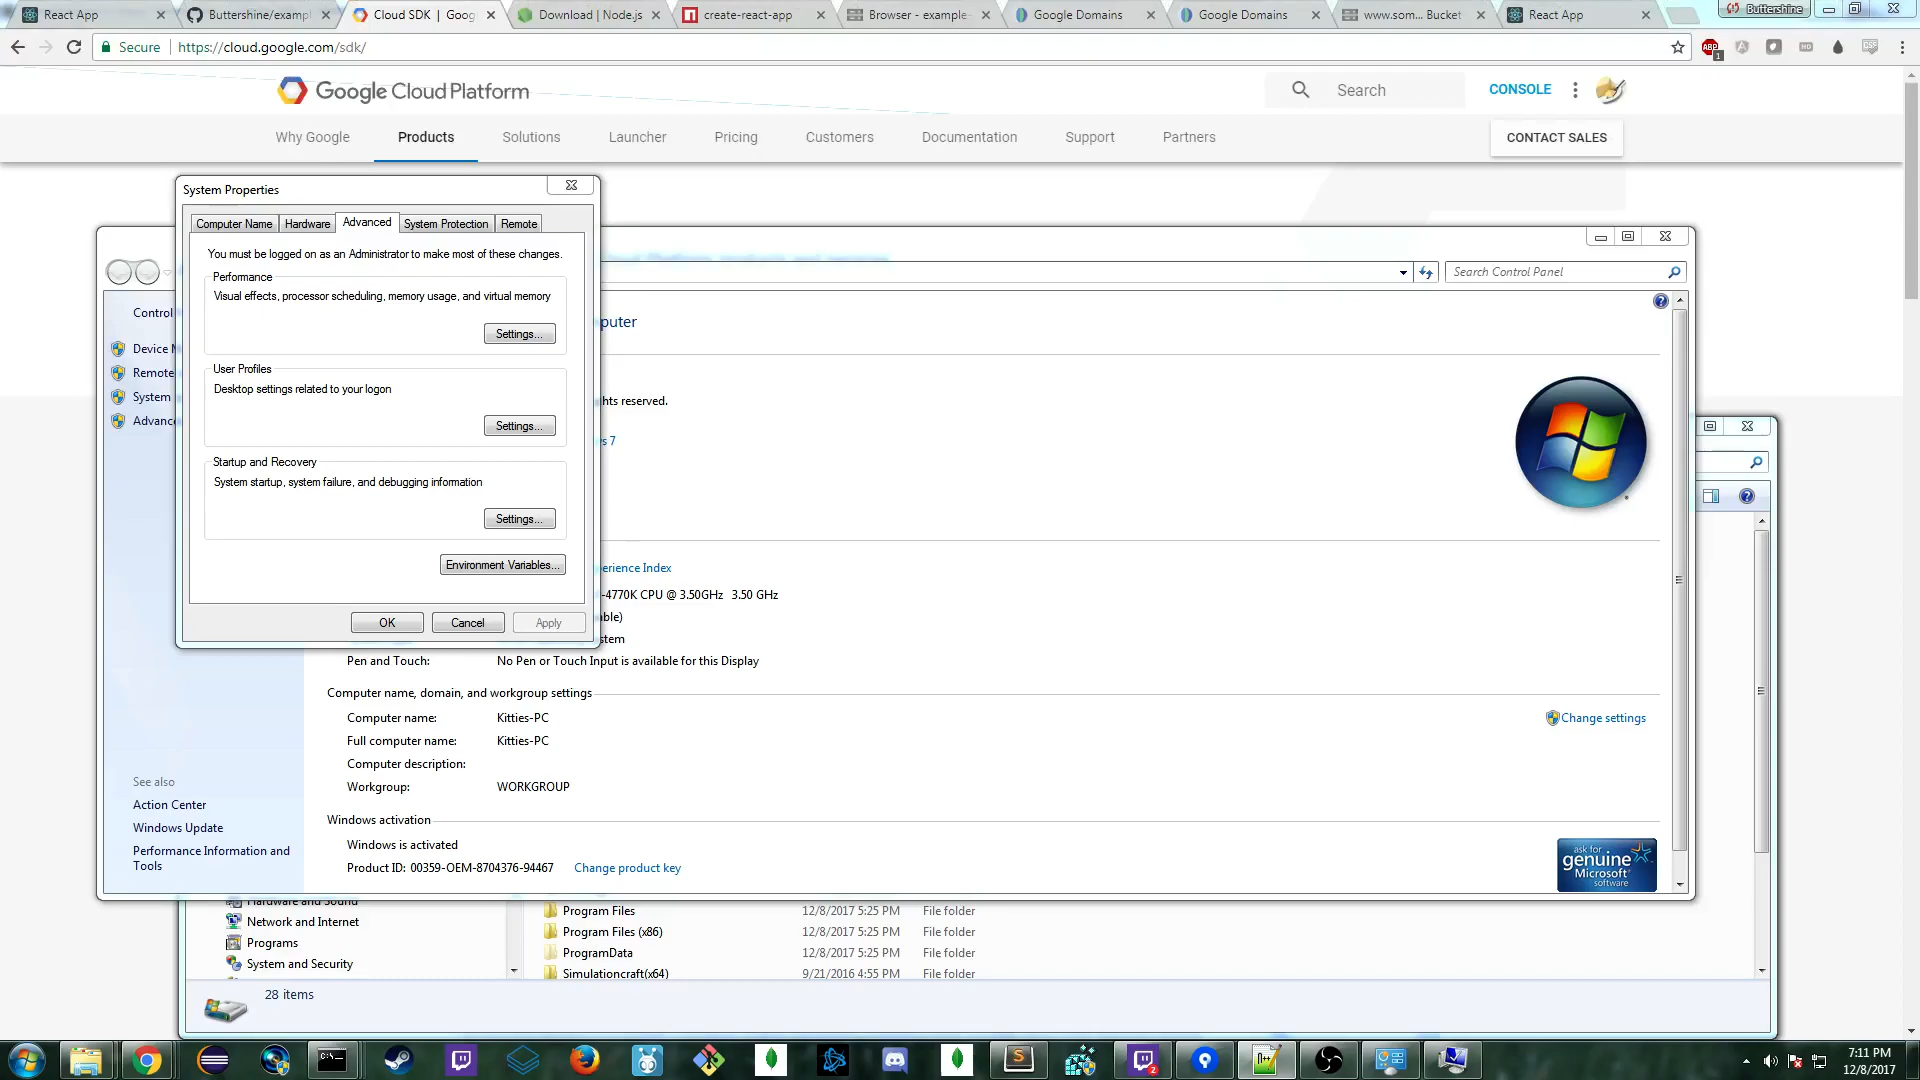 React App
Buttershine/exampl
Cloud SDK | Goog
Download | Node.js
create-react-app
Browser - example-
Google Domains
Google Domains
www.som... Bucket
React App
Buttershine
Secure
https://cloud.google.com/sdk/
ABP
1
HD
CSF
Google Cloud Platform
Search
CONSOLE
Why Google
Products
Solutions
Launcher
Pricing
Customers
Documentation
Support
Partners
CONTACT SALES
System Properties
Computer Name
Hardware
Advanced
System Protection
Remote
You must be logged on as an Administrator to make most of these changes.
Performance
Visual effects, processor scheduling, memory usage, and virtual memory
Settings...
User Profiles
Desktop settings related to your logon
Settings...
Startup and Recovery
System startup, system failure, and debugging information
Settings...
Environment Variables...
OK
Cancel
Apply
Search Control Panel
Control
Device M
Remote
System
Advance
puter
hts reserved.
s 7
erience Index
-4770K CPU @ 3.50GHz 3.50 GHz
ble)
stem
Pen and Touch:
No Pen or Touch Input is available for this Display
Computer name, domain, and workgroup settings
Computer name:
Kitties-PC
Change settings
Full computer name:
Kitties-PC
Computer description:
Workgroup:
WORKGROUP
Windows activation
Windows is activated
Product ID: 00359-OEM-8704376-94467
Change product key
See also
Action Center
Windows Update
Performance Information and
Tools
ask for
genuine
Microsoft
software
Hardware and Sound
Network and Internet
Programs
System and Security
Program Files
12/8/2017 5:25 PM
File folder
Program Files (x86)
12/8/2017 5:25 PM
File folder
ProgramData
12/8/2017 5:25 PM
File folder
Simulationcraft(x64)
9/21/2016 4:55 PM
File folder
28 items
7:11 PM
12/8/2017